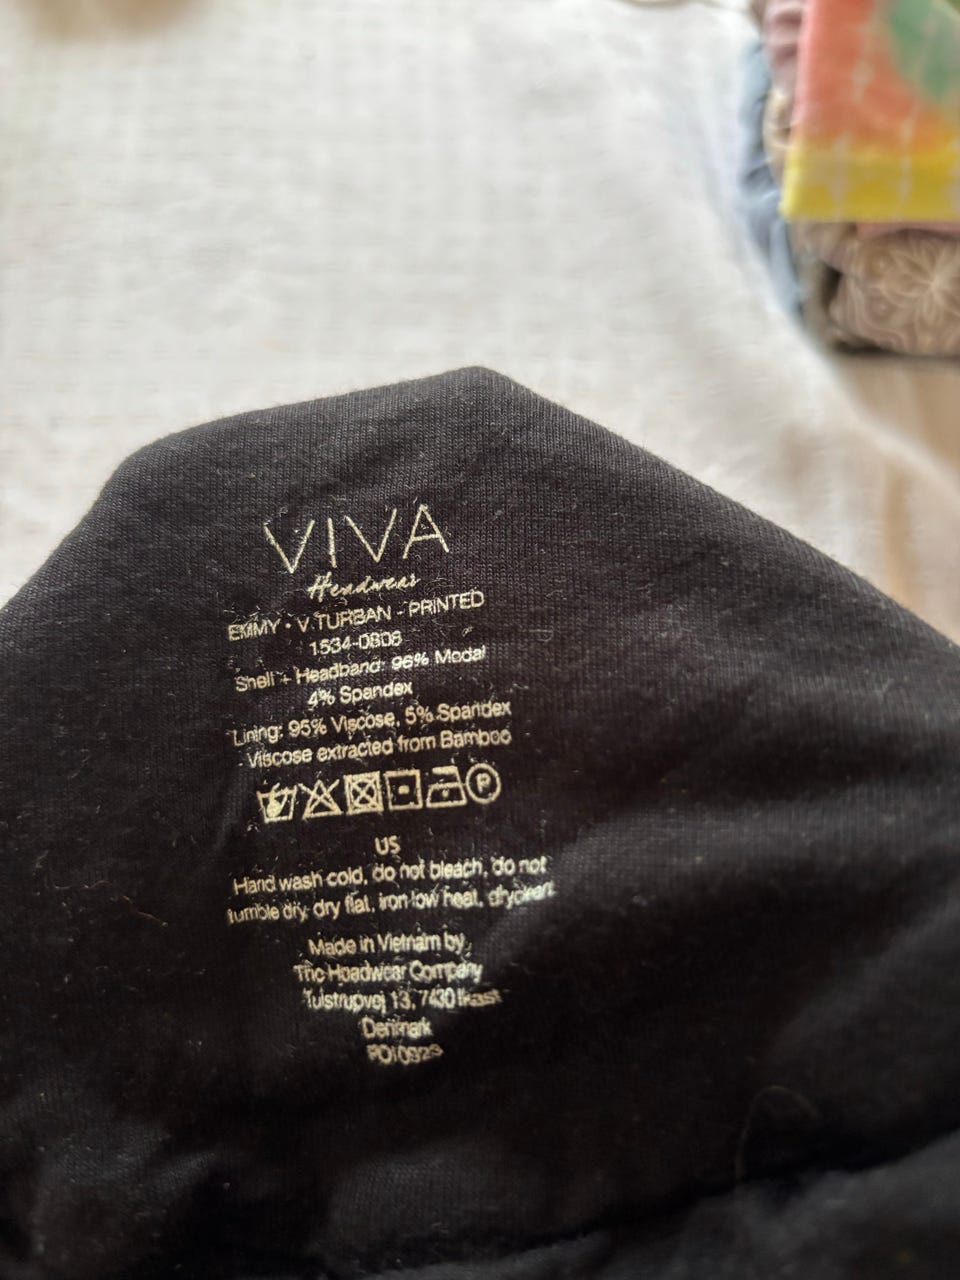 VIVA
Headwear
EMMY • V TURBAN - PRINTED
1534-0808
Shell + Headband: 96% Modal
4% Spandex
Lining: 95% Viscose, 5% Spandex
Viscose extracted from Bamboo
P
US
Hand wash cold, do not bleach, do not
tumble dry, dry flat, iron low heat, dryclean
Made in Vietnam by
The Headwear Company
Tulstrupvej 13, 7430 Ikast
Denmark